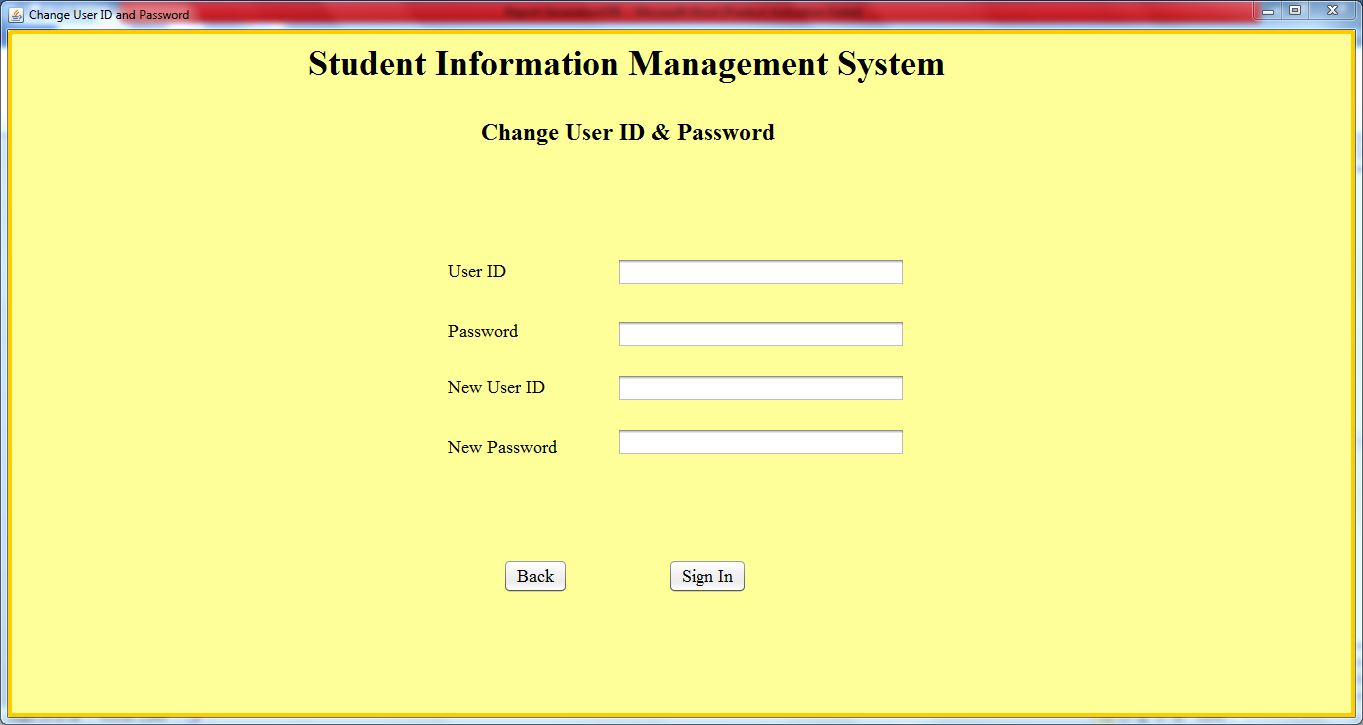 Change User ID and Password
Student Information Management System
Change User ID & Password
User ID
Password
New User ID
New Password
Back
Sign In